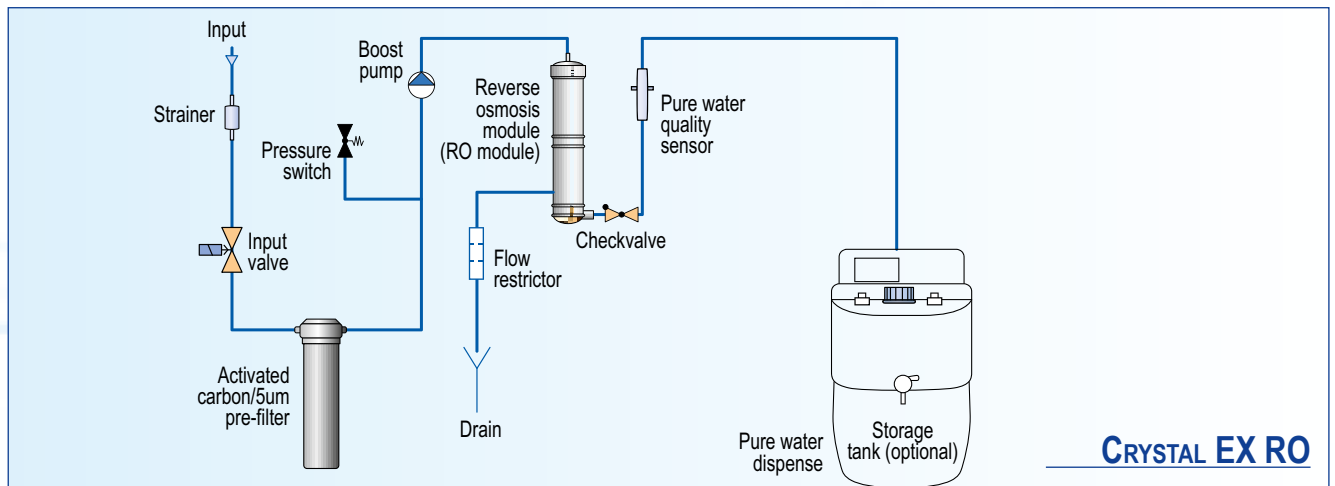 Input
Strainer
Input
valve
Activated
carbon/5um
pre-filter
Pressure
switch
Boost
pump
Reverse
osmosis
module
(RO module)
Flow
restrictor
Drain
Checkvalve
Pure water
quality
sensor
Pure water
dispense
Storage
tank (optional)
CRYSTAL EX RO